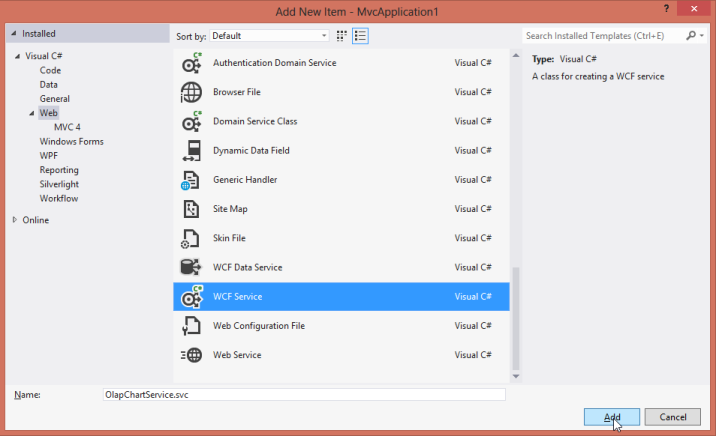 Add New Item - MvcApplication1
? ×
Installed
Sort by: Default
Search Installed Templates (Ctrl+E)
Visual C#
Code
Data
General
Web
MVC 4
Windows Forms
WPF
Reporting
Silverlight
Workflow
Online
Authentication Domain Service Visual C#
Browser File Visual C#
Domain Service Class Visual C#
Dynamic Data Field Visual C#
Generic Handler Visual C#
Site Map Visual C#
Skin File Visual C#
WCF Data Service Visual C#
WCF Service Visual C#
Web Configuration File Visual C#
Web Service Visual C#
Type: Visual C#
A class for creating a WCF service
Name: OlapChartService.svc
Add Cancel